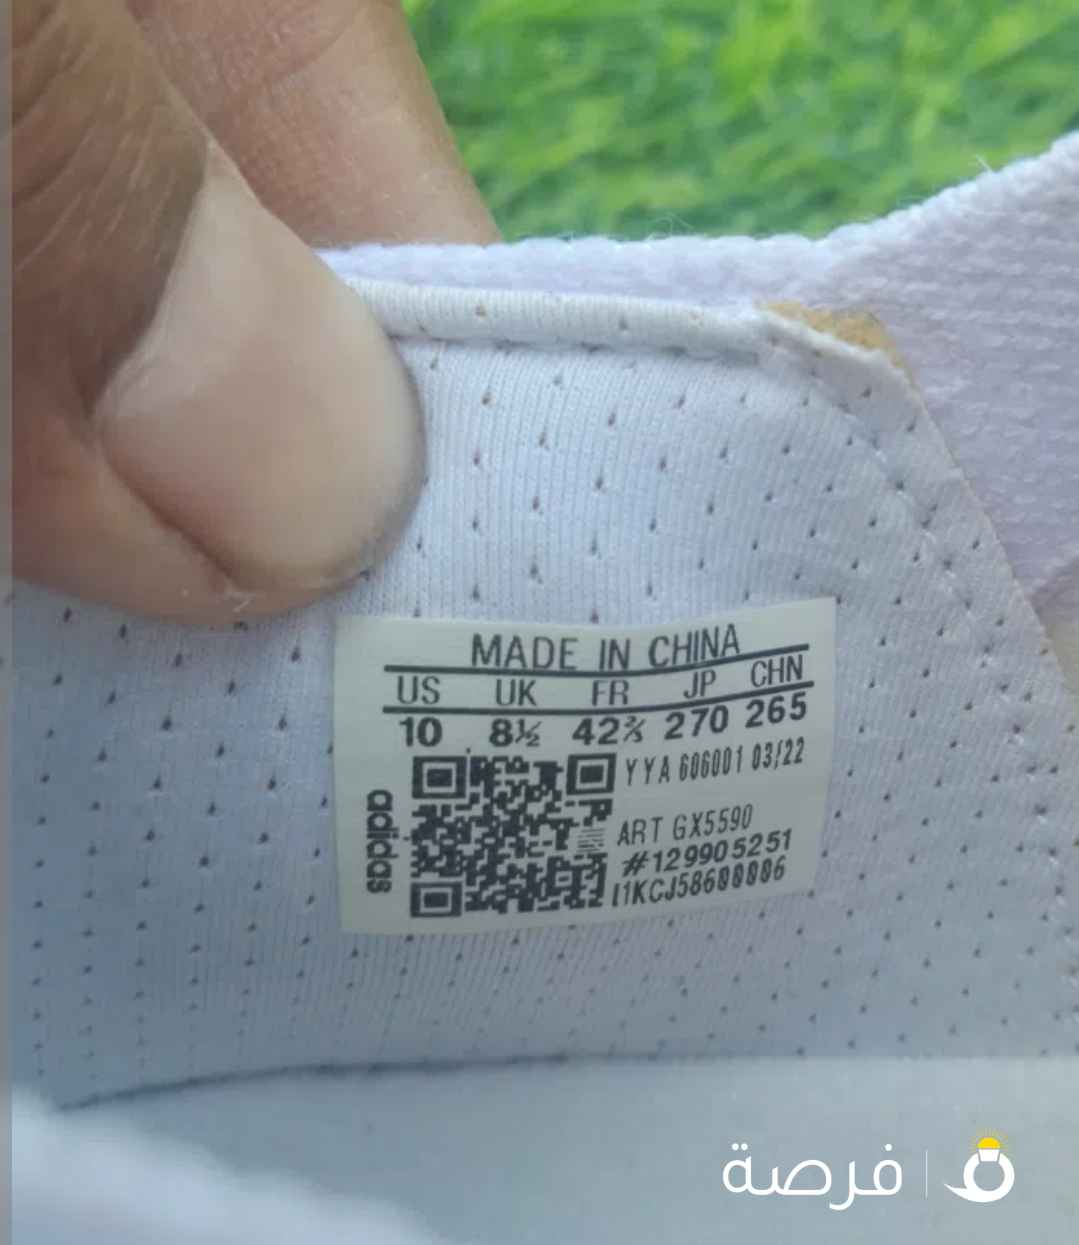 MADE IN CHINA
US UK FR JP CHN
10 8½ 42⅔ 270 265
YYA 606001 03/22
adidas
ART GX5590
#129905251
I1KCJ58600006
فرصة